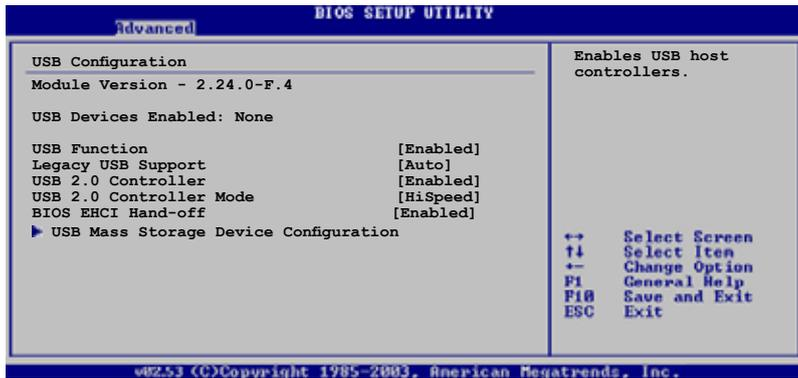 BIOS SETUP UTILITY
Advanced
USB Configuration
Module Version - 2.24.0-F.4
USB Devices Enabled: None
USB Function [Enabled]
Legacy USB Support [Auto]
USB 2.0 Controller [Enabled]
USB 2.0 Controller Mode [HiSpeed]
BIOS EHCI Hand-off [Enabled]
USB Mass Storage Device Configuration
Enables USB host
controllers.
↔ Select Screen
↑↓ Select Item
+- Change Option
F1 General Help
F10 Save and Exit
ESC Exit
v02.53 (C)Copyright 1985-2003, American Megatrends, Inc.